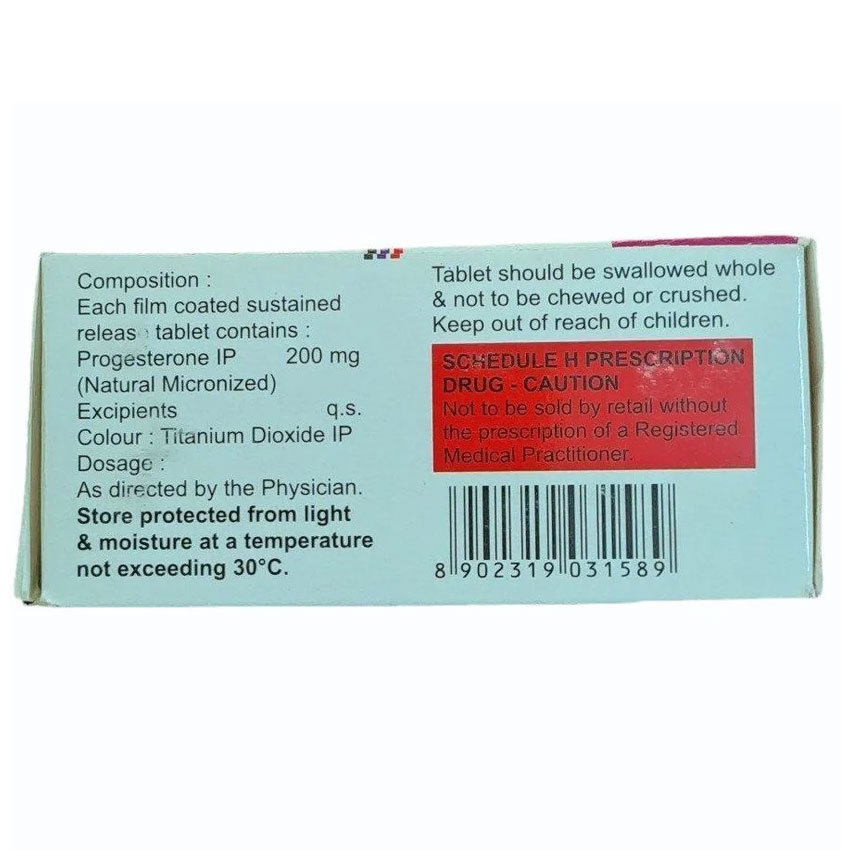 Composition :
Each film coated sustained
releas tablet contains :
Progesterone IP 200 mg
(Natural Micronized)
Excipients q.s.
Colour : Titanium Dioxide IP
Dosage :
As directed by the Physician.
Store protected from light
& moisture at a temperature
not exceeding 30°C.
Tablet should be swallowed whole
& not to be chewed or crushed.
Keep out of reach of children.
SCHEDULE H PRESCRIPTION
DRUG - CAUTION
Not to be sold by retail without
the prescription of a Registered
Medical Practitioner.
8 902319 031589